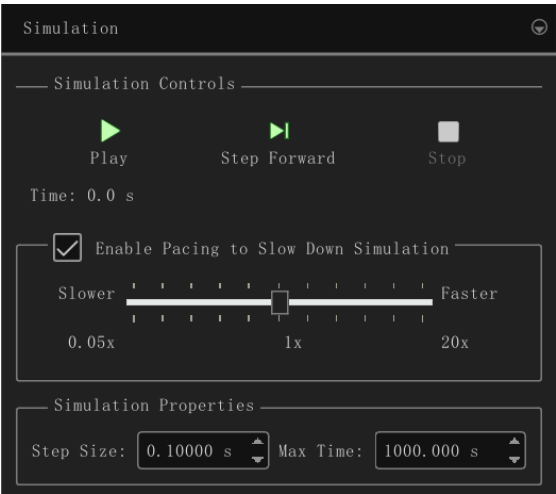 Simulation
Simulation Controls
Play Step Forward Stop
Time: 0.0 s
Enable Pacing to Slow Down Simulation
Slower Faster
0.05x 1x 20x
Simulation Properties
Step Size: 0.10000 s Max Time: 1000.000 s